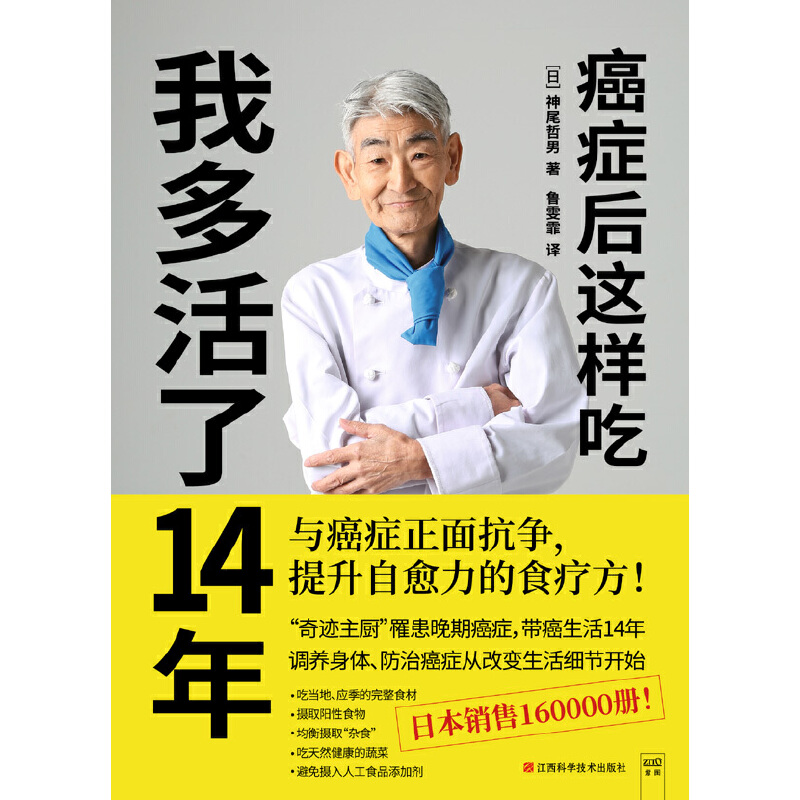 癌症后这样吃
我多活了14年
[日] 神尾哲男 著 鲁雯霏 译
与癌症正面抗争，
提升自愈力的食疗方！
“奇迹主厨”罹患晚期癌症，带癌生活14年
调养身体、防治癌症从改变生活细节开始
•吃当地、应季的完整食材
•摄取阳性食物
•均衡摄取“杂食”
•吃天然健康的蔬菜
•避免摄入人工食品添加剂
日本销售160000册！
江西科学技术出版社